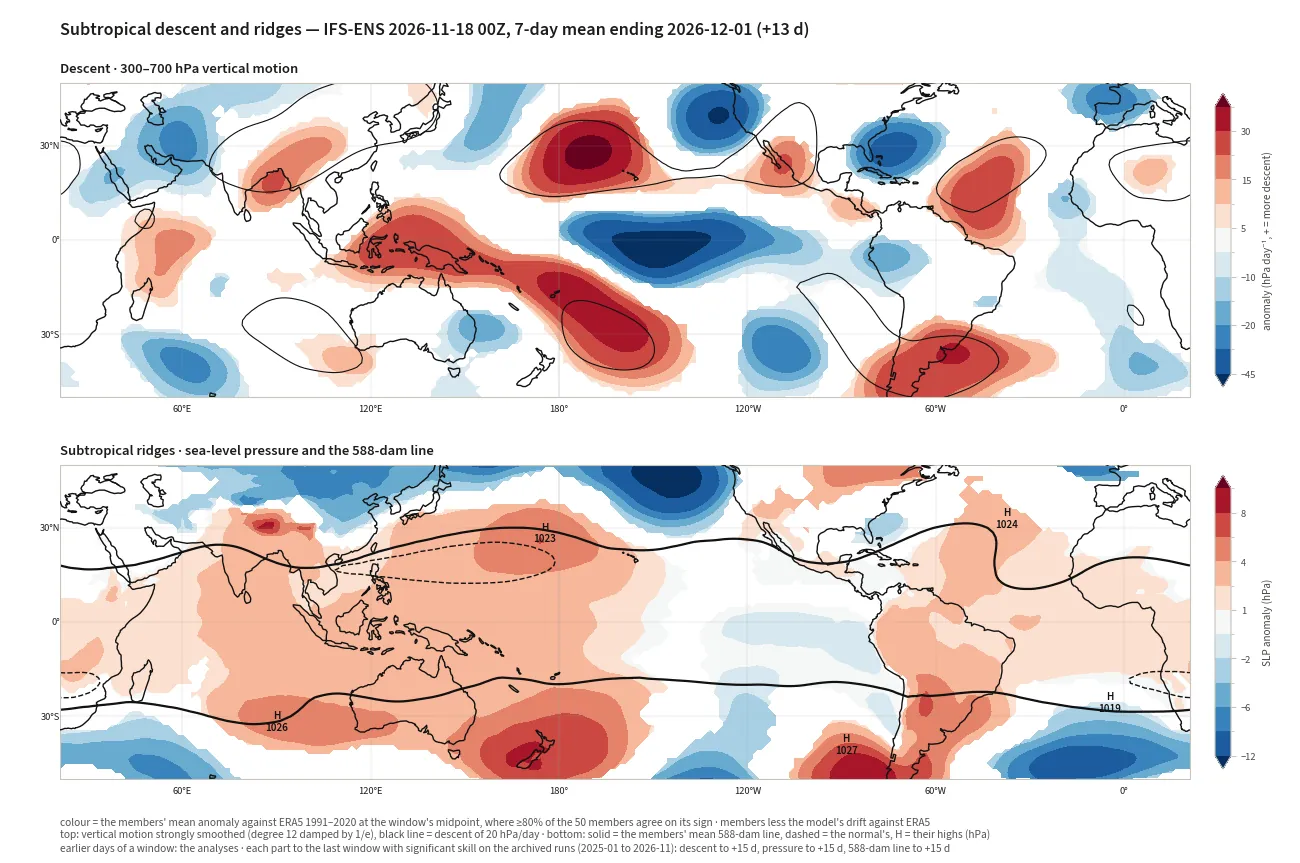 Subtropical descent and ridges — IFS-ENS 2026-11-18 00Z, 7-day mean ending 2026-12-01 (+13 d)
Descent · 300–700 hPa vertical motion
30°N
0°
30°S
60°E
120°E
180°
120°W
60°W
0°
30
15
5
−10
−20
−45
anomaly (hPa day⁻¹, + = more descent)
Subtropical ridges · sea-level pressure and the 588-dam line
H
1023
H
1024
H
1026
H
1027
H
1019
30°N
0°
30°S
60°E
120°E
180°
120°W
60°W
0°
8
4
1
−2
−6
−12
SLP anomaly (hPa)
colour = the members' mean anomaly against ERA5 1991–2020 at the window's midpoint, where ≥80% of the 50 members agree on its sign · members less the model's drift against ERA5
top: vertical motion strongly smoothed (degree 12 damped by 1/e), black line = descent of 20 hPa/day · bottom: solid = the members' mean 588-dam line, dashed = the normal's, H = their highs (hPa)
earlier days of a window: the analyses · each part to the last window with significant skill on the archived runs (2025-01 to 2026-11): descent to +15 d, pressure to +15 d, 588-dam line to +15 d